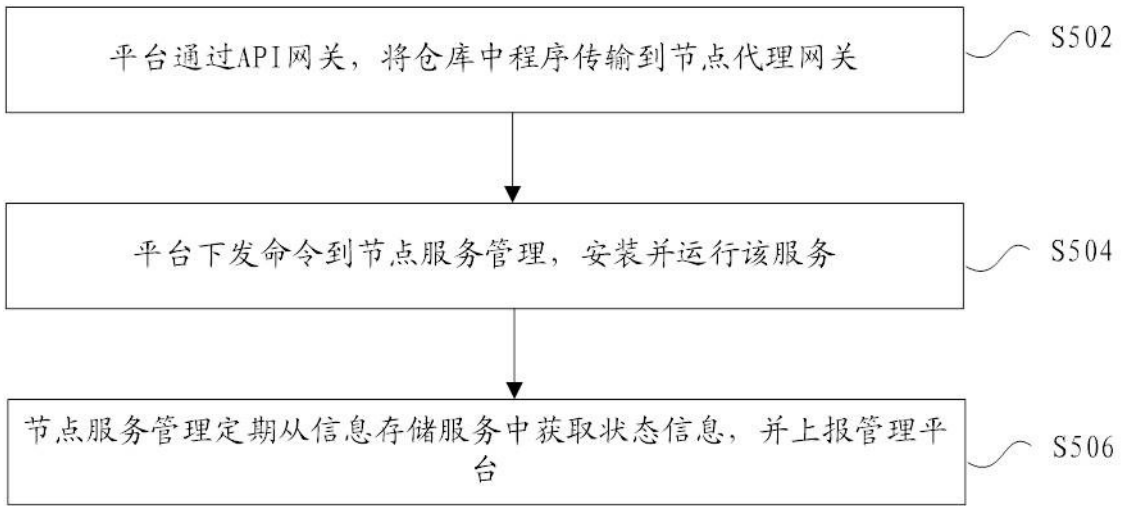 平台通过API网关，将仓库中程序传输到节点代理网关
S502
平台下发命令到节点服务管理，安装并运行该服务
S504
节点服务管理定期从信息存储服务中获取状态信息，并上报管理平
台
S506